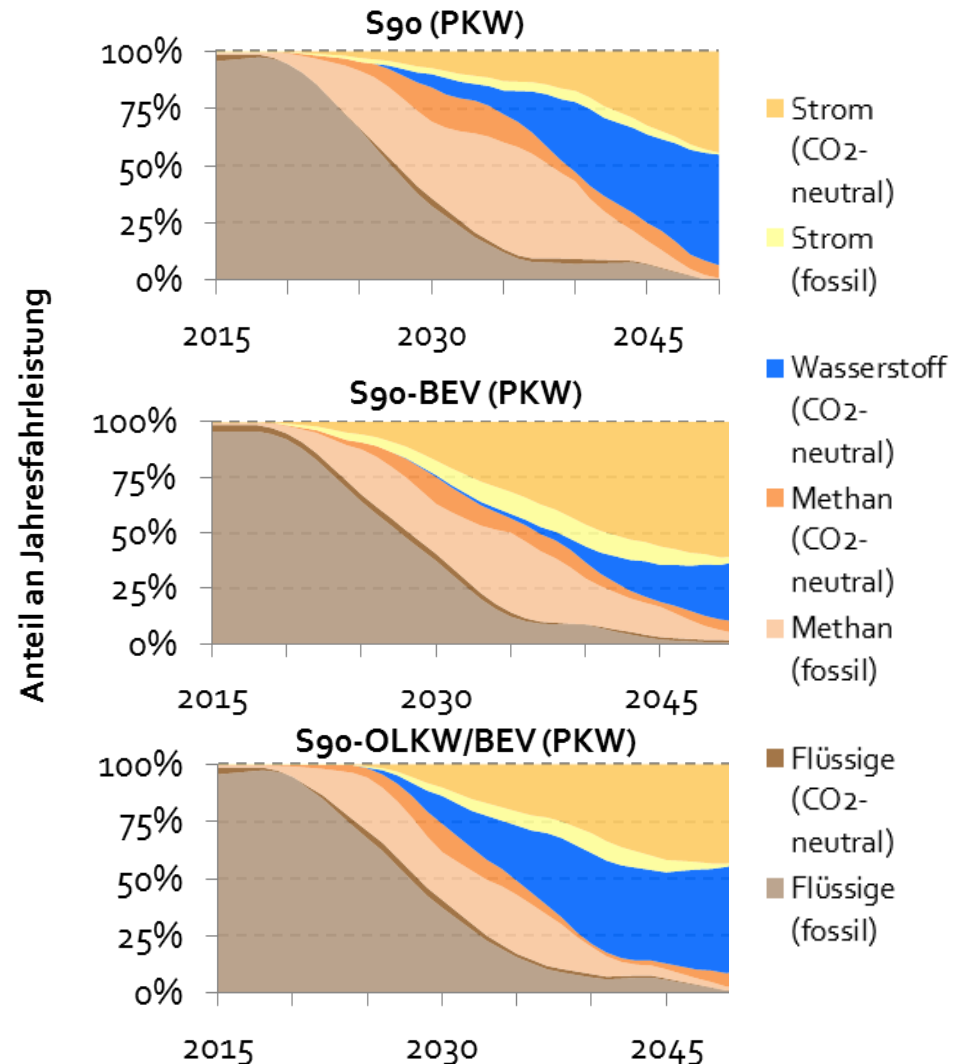 S90 (PKW)
100%
75%
50%
25%
0%
2015
2030
2045
S90-BEV (PKW)
100%
75%
50%
25%
0%
2015
2030
2045
S90-OLKW/BEV (PKW)
100%
75%
50%
25%
0%
2015
2030
2045
Anteil an Jahresfahrleistung
Strom
(CO2-
neutral)
Strom
(fossil)
Wasserstoff
(CO2-
neutral)
Methan
(CO2-
neutral)
Methan
(fossil)
Flüssige
(CO2-
neutral)
Flüssige
(fossil)